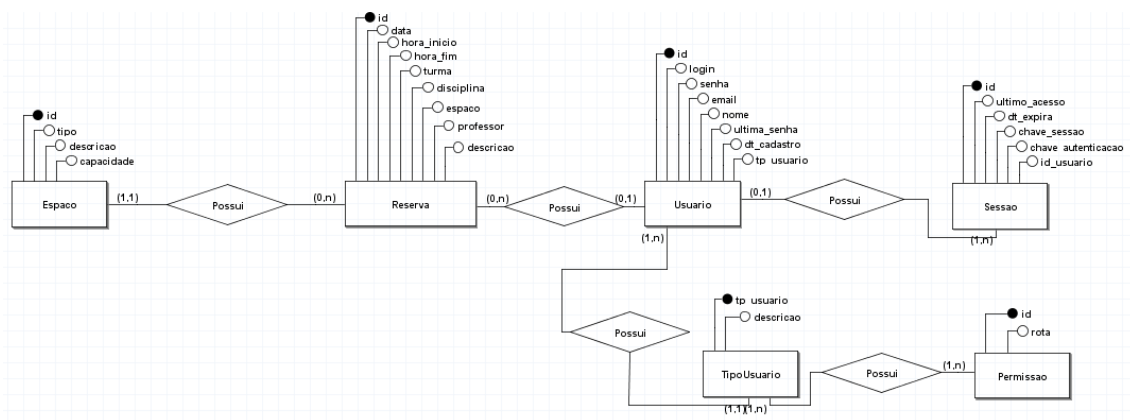 id
data
hora_inicio
hora_fim
turma
disciplina
espaco
professor
descricao
id
login
senha
email
nome
ultima_senha
dt_cadastro
tp_usuario
id
ultimo_acesso
dt_expira
chave_sessao
chave_autenticacao
id_usuario
id
tipo
descricao
capacidade
Espaco
(1,1)
Possui
(0,n)
Reserva
(0,n)
Possui
(0,1)
Usuario
(0,1)
Possui
(1,n)
Sessao
(1,n)
Possui
tp_usuario
descricao
TipoUsuario
(1,1)
(1,n)
Possui
(1,n)
id
rota
Permissao